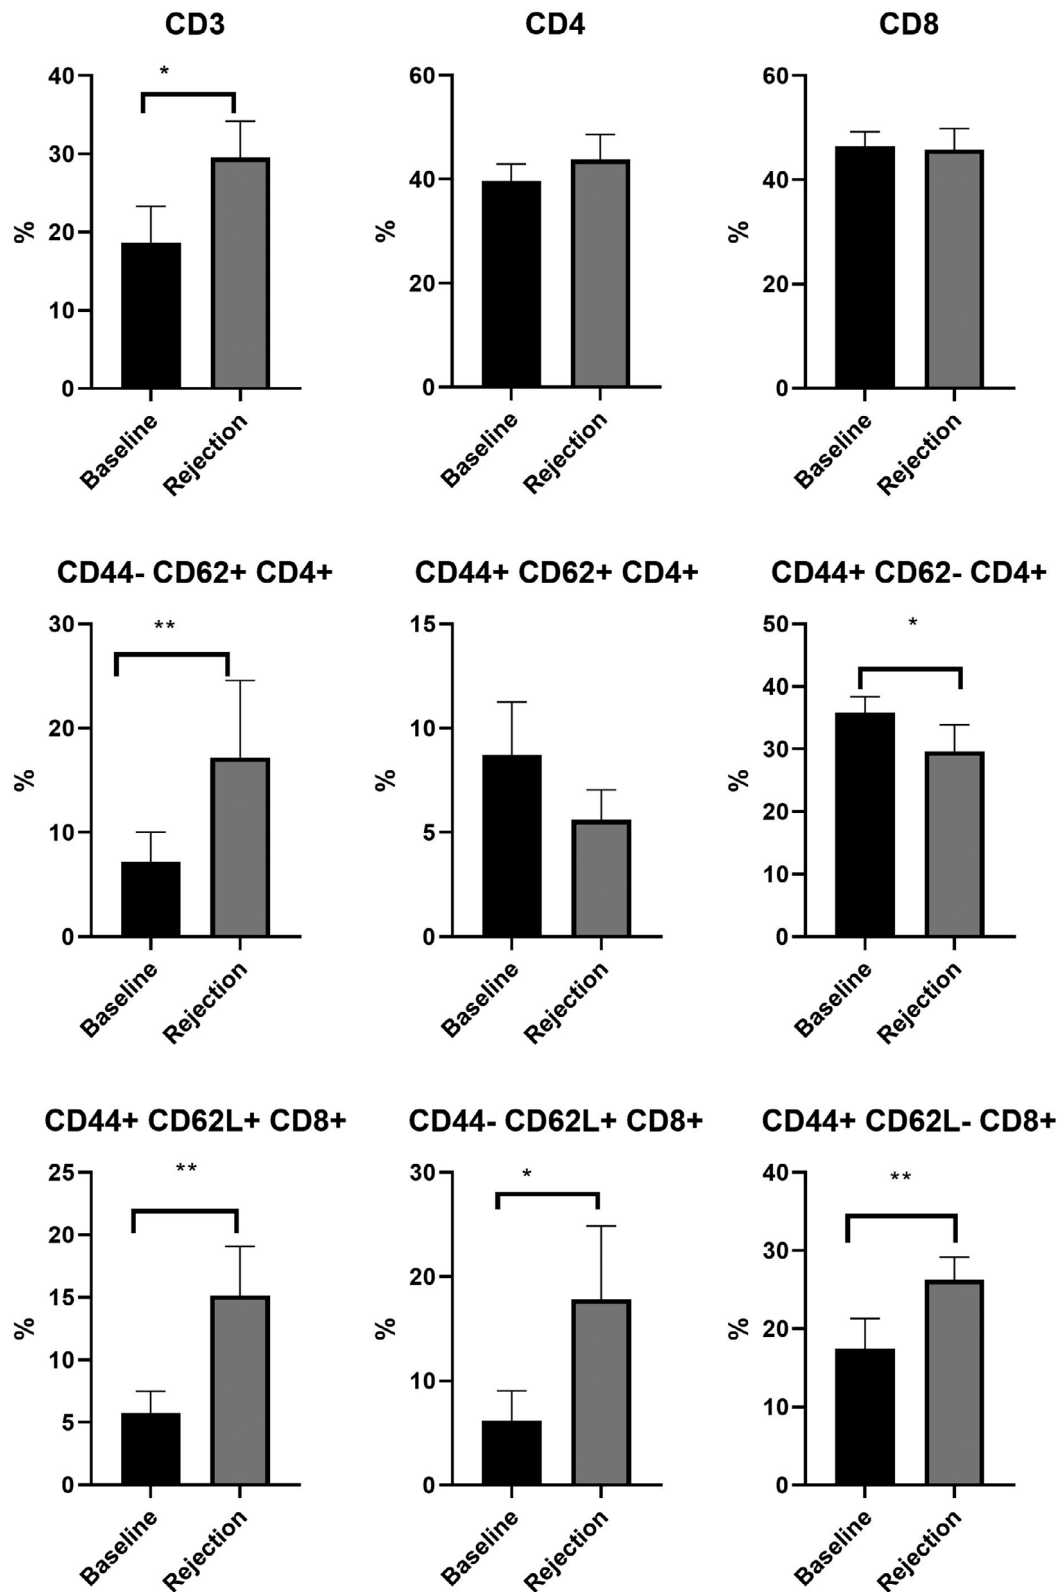 CD3 CD4 CD8
* 
40 60 60
30 40 40
20 20 20
10 0 0
0
% % %
Baseline Rejection Baseline Rejection Baseline Rejection
CD44- CD62+ CD4+ CD44+ CD62+ CD4+ CD44+ CD62- CD4+
** *
30 15 50
20 10 40
10 5 30
0 0 20
10
0
% % %
Baseline Rejection Baseline Rejection Baseline Rejection
CD44+ CD62L+ CD8+ CD44- CD62L+ CD8+ CD44+ CD62L- CD8+
** * **
25 30 40
20 20 30
15 10 20
10 0 10
5 0
0
% % %
Baseline Rejection Baseline Rejection Baseline Rejection